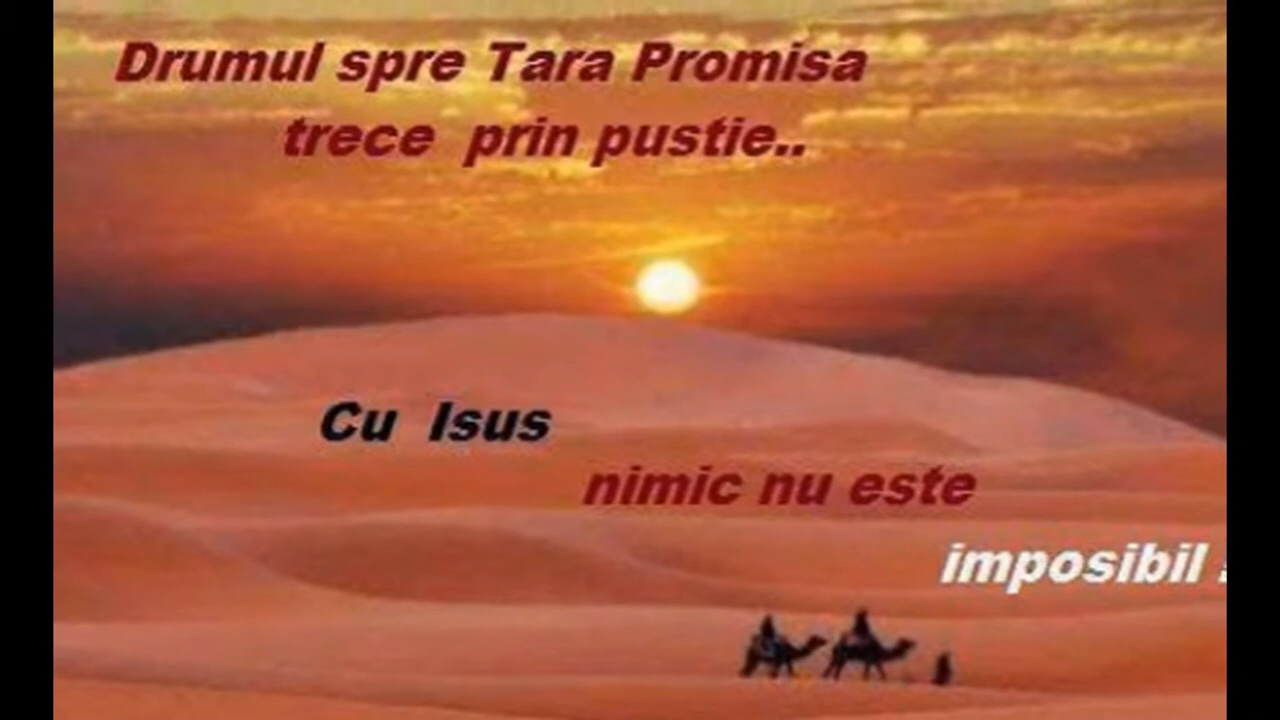 Drumul spre Tara Promisa
trece prin pustie..
Cu Isus
nimic nu este
imposibil !